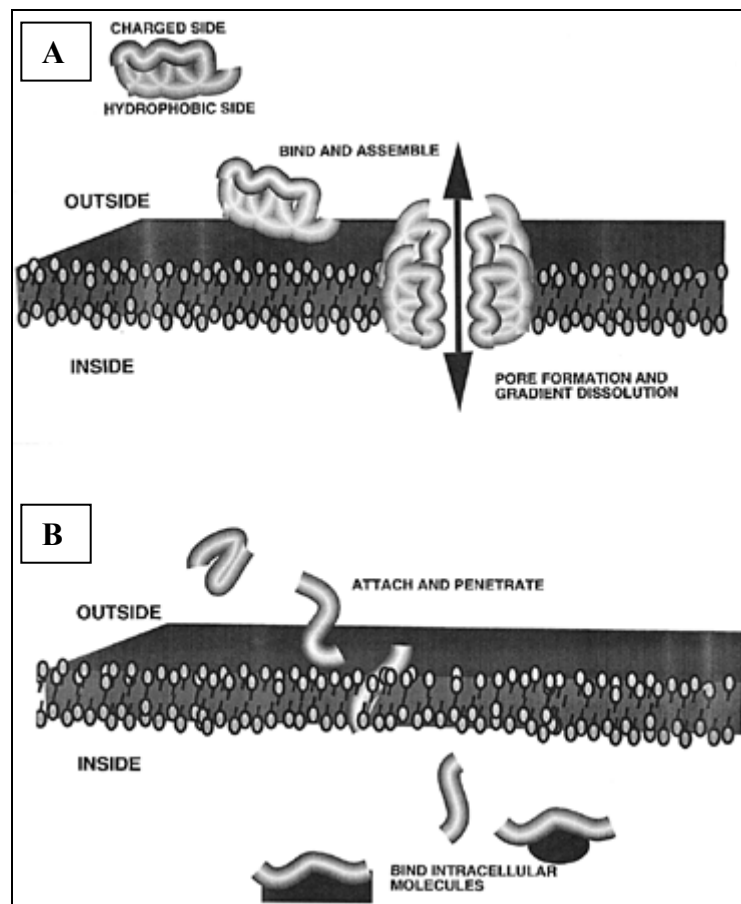 A
CHARGED SIDE
HYDROPHOBIC SIDE
BIND AND ASSEMBLE
OUTSIDE
INSIDE
PORE FORMATION AND
GRADIENT DISSOLUTION
B
ATTACH AND PENETRATE
OUTSIDE
INSIDE
BIND INTRACELLULAR
MOLECULES